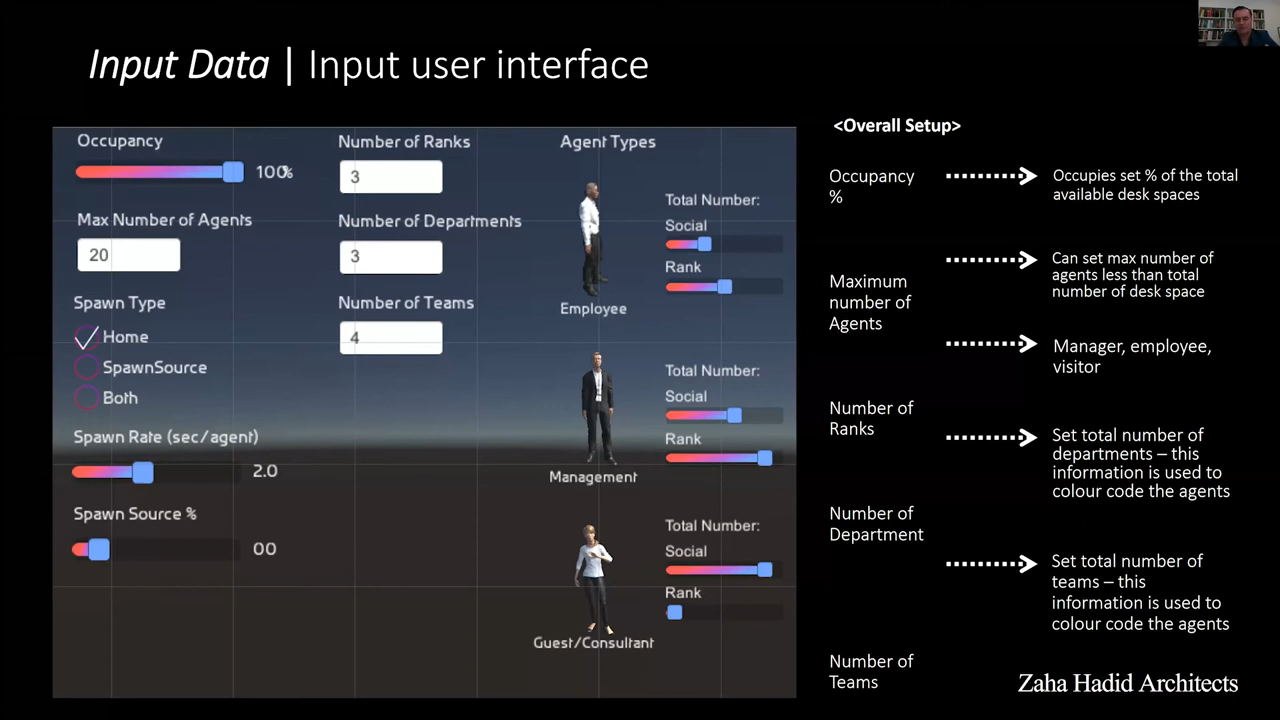 Input Data | Input user interface
Occupancy
100%
Max Number of Agents
20
Spawn Type
Home
SpawnSource
Both
Spawn Rate (sec/agent)
2.0
Spawn Source %
00
Number of Ranks
3
Number of Departments
3
Number of Teams
4
Agent Types
Total Number:
Social
Rank
Employee
Total Number:
Social
Rank
Management
Total Number:
Social
Rank
Guest/Consultant
<Overall Setup>
Occupancy
%
Occupies set % of the total
available desk spaces
Maximum
number of
Agents
Can set max number of
agents less than total
number of desk space
Number of
Ranks
Manager, employee,
visitor
Number of
Department
Set total number of
departments – this
information is used to
colour code the agents
Number of
Teams
Set total number of
teams – this
information is used to
colour code the agents
Zaha Hadid Architects